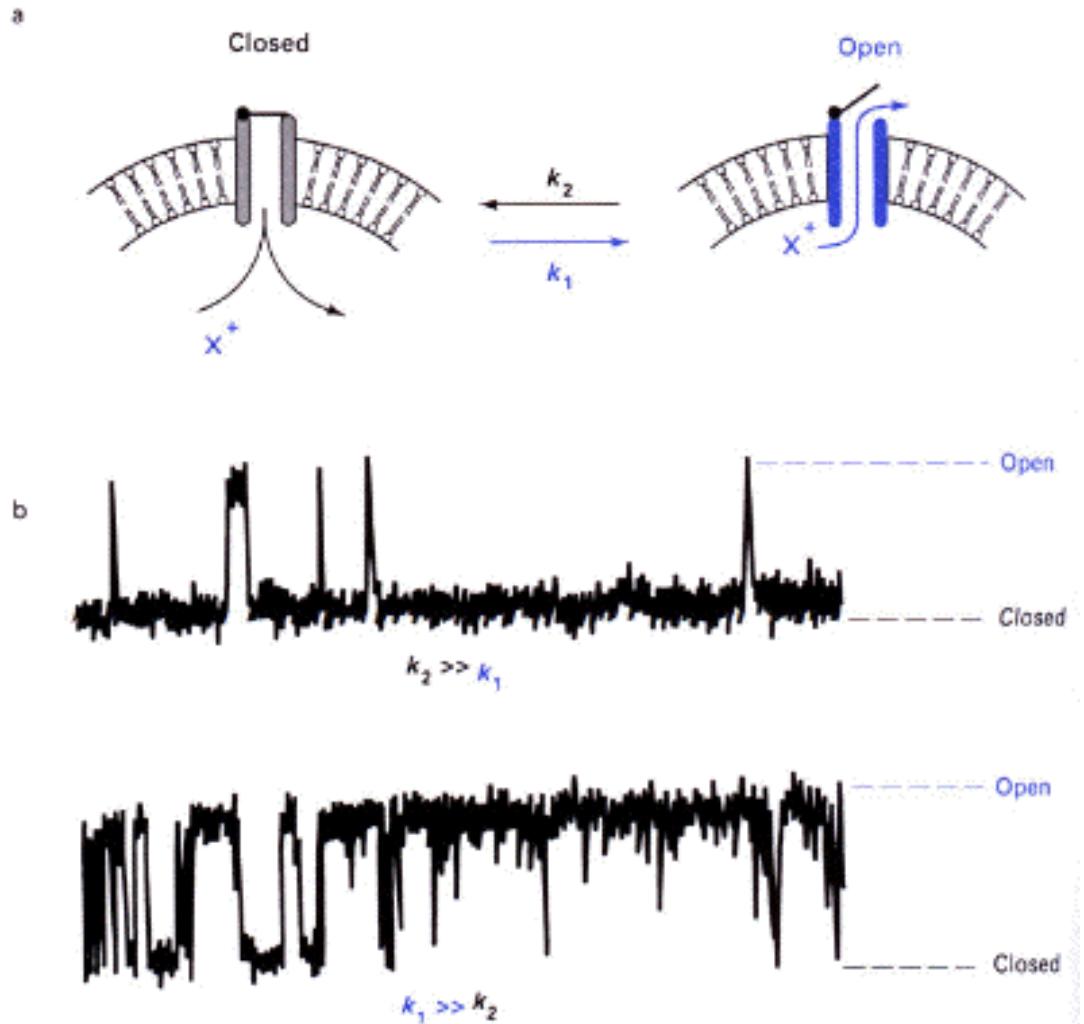 a
Closed
Open
k₂
k₁
X⁺
X⁺
b
Open
Closed
k₂ >> k₁
Open
Closed
k₁ >> k₂